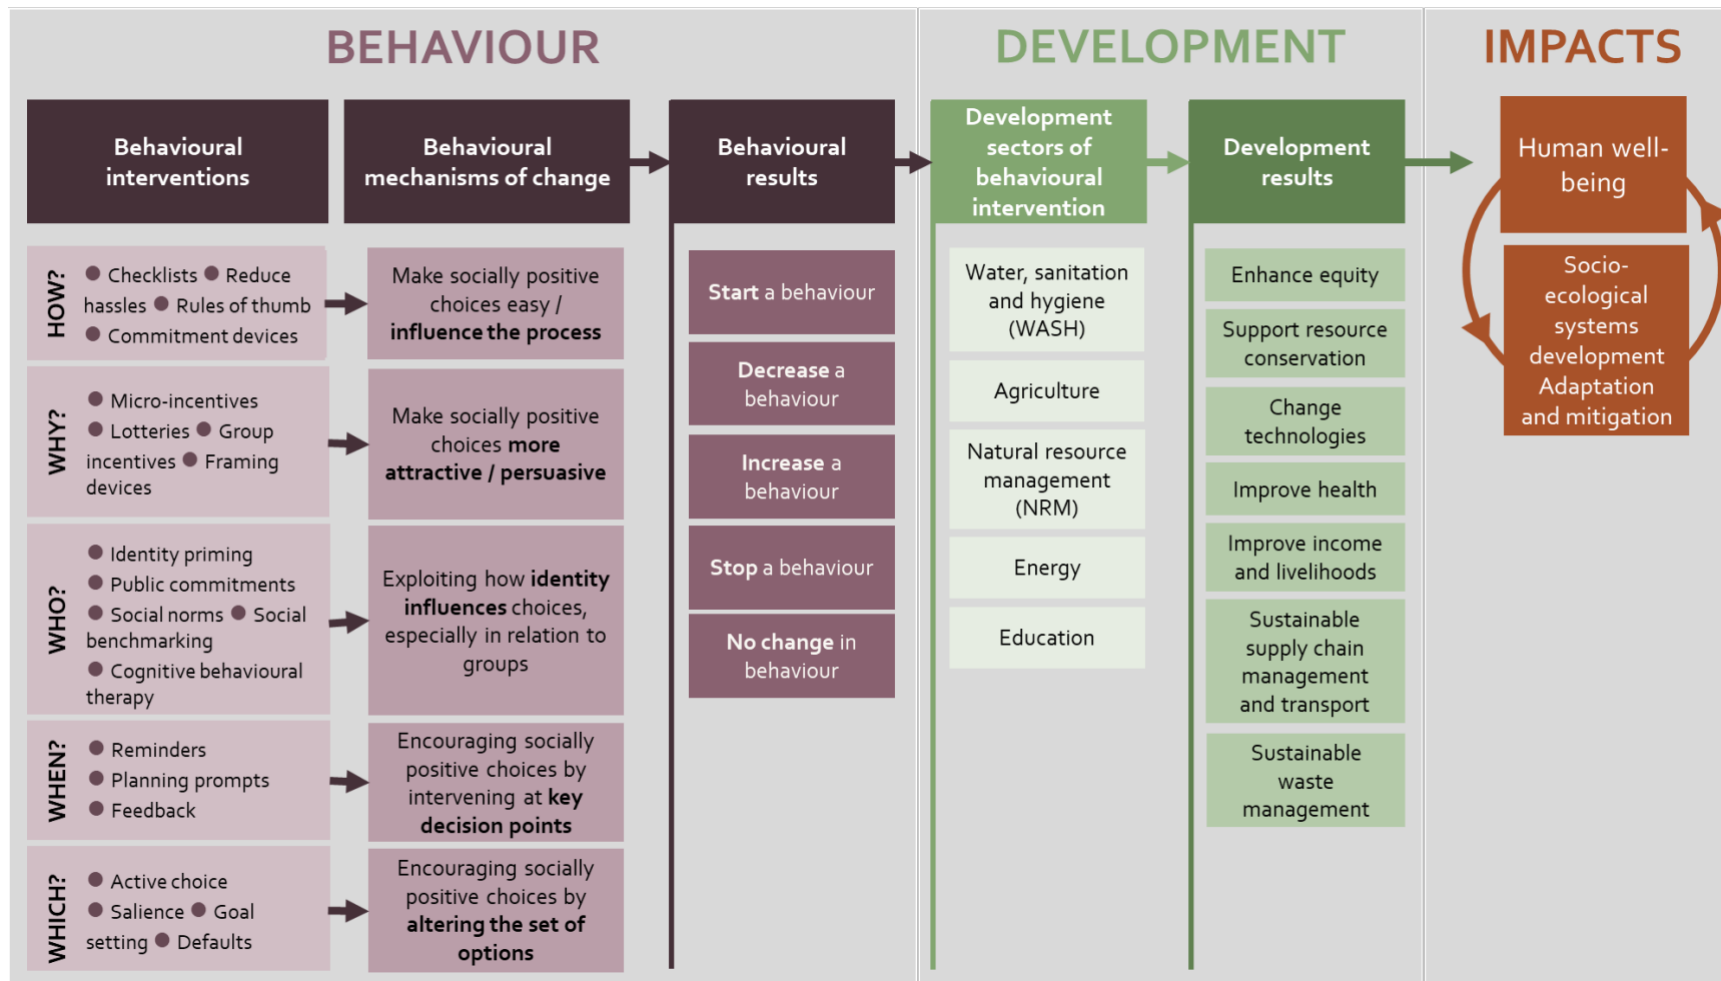 BEHAVIOUR
DEVELOPMENT
IMPACTS
Behavioural
interventions
Behavioural
mechanisms of change
Behavioural
results
Development
sectors of
behavioural
intervention
Development
results
Human well-
being
HOW?
● Checklists ● Reduce
hassles ● Rules of thumb
● Commitment devices
Make socially positive
choices easy /
influence the process
WHY?
● Micro-incentives
● Lotteries ● Group
incentives ● Framing
devices
Make socially positive
choices more
attractive / persuasive
WHO?
● Identity priming
● Public commitments
● Social norms ● Social
benchmarking
● Cognitive behavioural
therapy
Exploiting how identity
influences choices,
especially in relation to
groups
WHEN?
● Reminders
● Planning prompts
● Feedback
Encouraging socially
positive choices by
intervening at key
decision points
WHICH?
● Active choice
● Salience ● Goal
setting ● Defaults
Encouraging socially
positive choices by
altering the set of
options
Start a behaviour
Decrease a
behaviour
Increase a
behaviour
Stop a behaviour
No change in
behaviour
Water, sanitation
and hygiene
(WASH)
Agriculture
Natural resource
management
(NRM)
Energy
Education
Enhance equity
Support resource
conservation
Change
technologies
Improve health
Improve income
and livelihoods
Sustainable
supply chain
management
and transport
Sustainable
waste
management
Socio-
ecological
systems
development
Adaptation
and mitigation